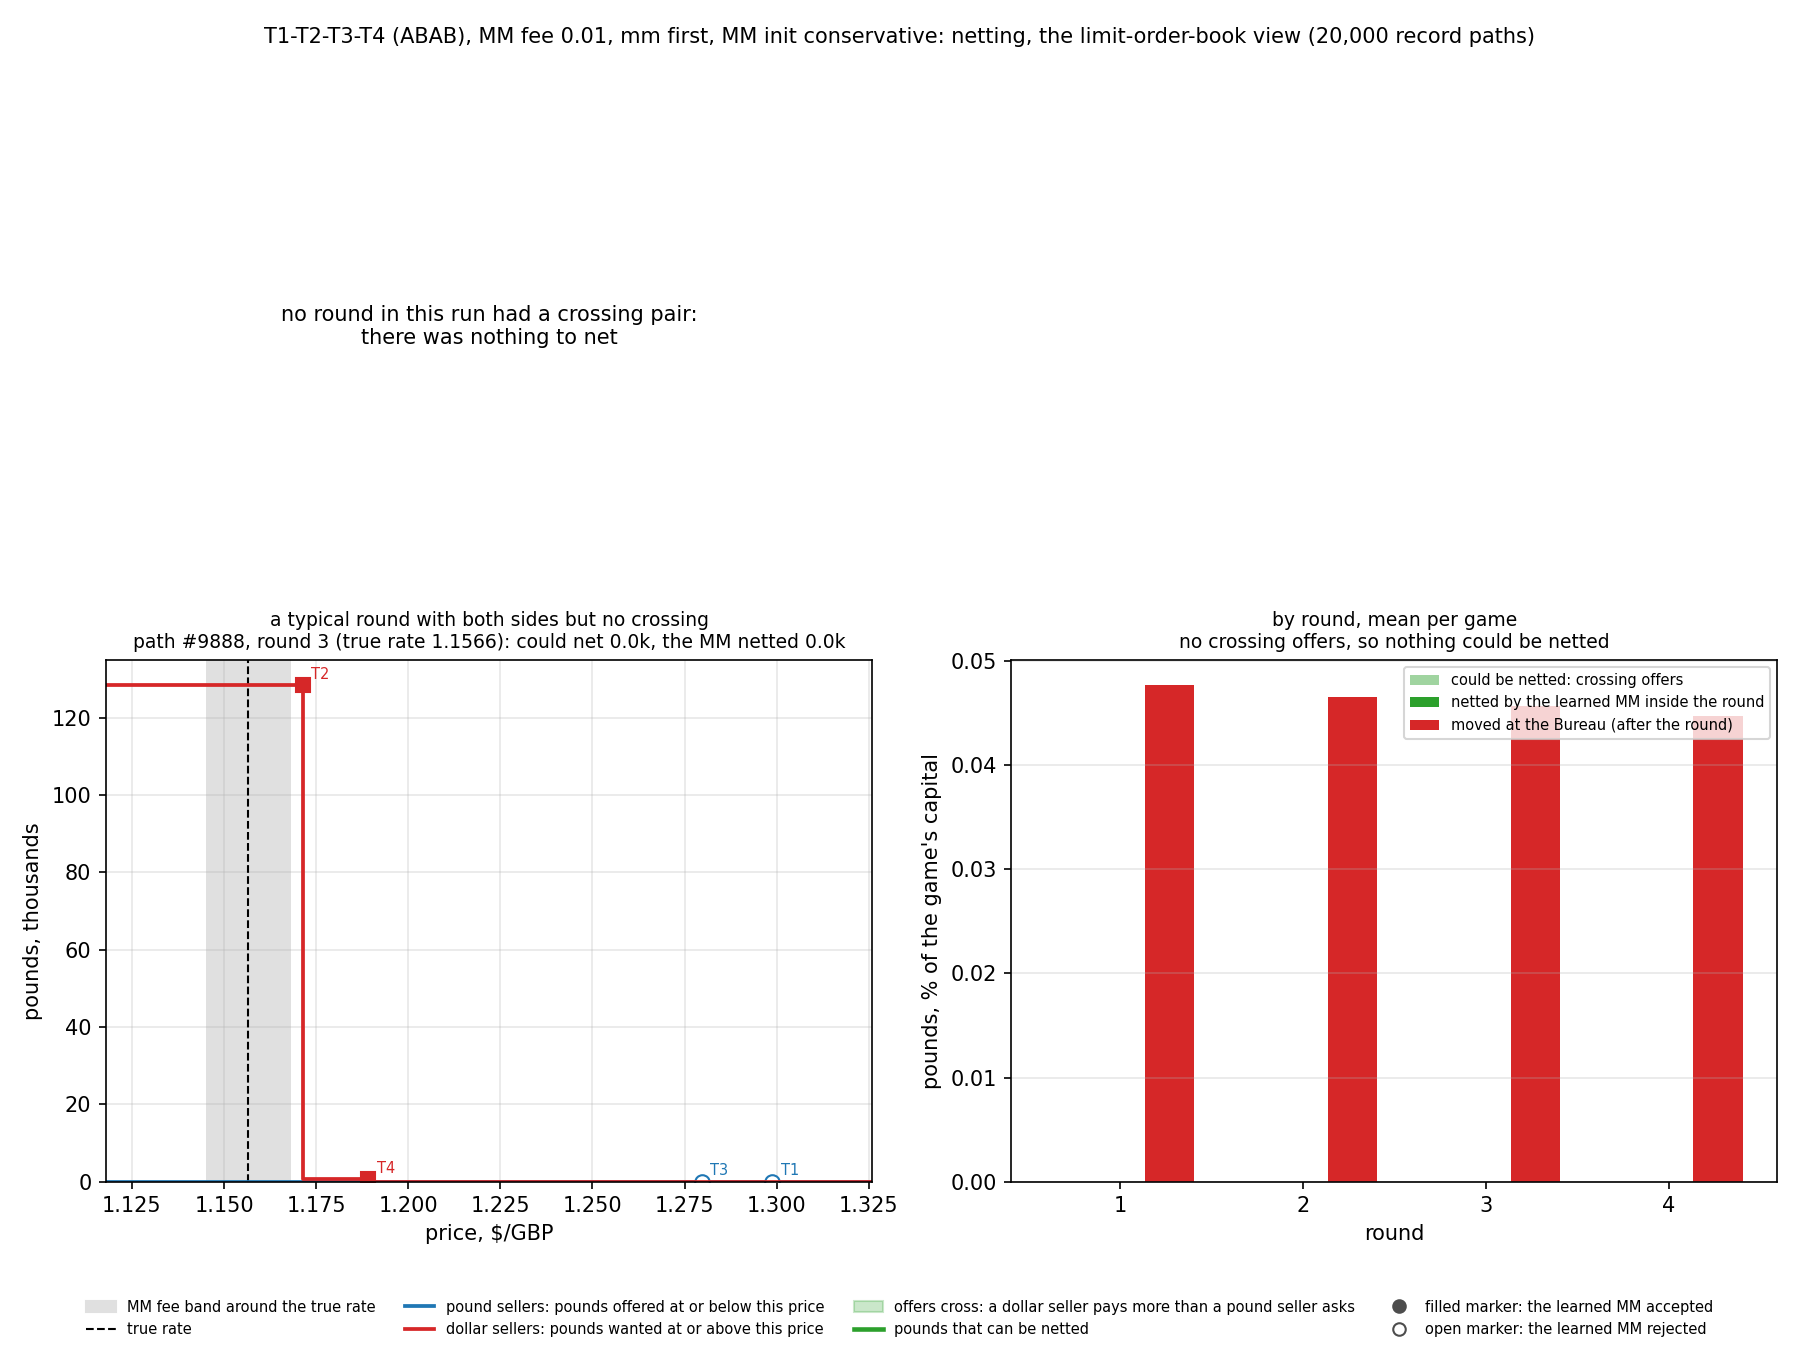 T1-T2-T3-T4 (ABAB), MM fee 0.01, mm first, MM init conservative: netting, the limit-order-book view (20,000 record paths)
no round in this run had a crossing pair:
there was nothing to net
a typical round with both sides but no crossing
path #9888, round 3 (true rate 1.1566): could net 0.0k, the MM netted 0.0k
T2
T4
T3
T1
120
100
80
60
40
20
0
pounds, thousands
1.125
1.150
1.175
1.200
1.225
1.250
1.275
1.300
1.325
price, $/GBP
by round, mean per game
no crossing offers, so nothing could be netted
could be netted: crossing offers
netted by the learned MM inside the round
moved at the Bureau (after the round)
0.05
0.04
0.03
0.02
0.01
0.00
pounds, % of the game's capital
1
2
3
4
round
MM fee band around the true rate
true rate
pound sellers: pounds offered at or below this price
dollar sellers: pounds wanted at or above this price
offers cross: a dollar seller pays more than a pound seller asks
pounds that can be netted
filled marker: the learned MM accepted
open marker: the learned MM rejected